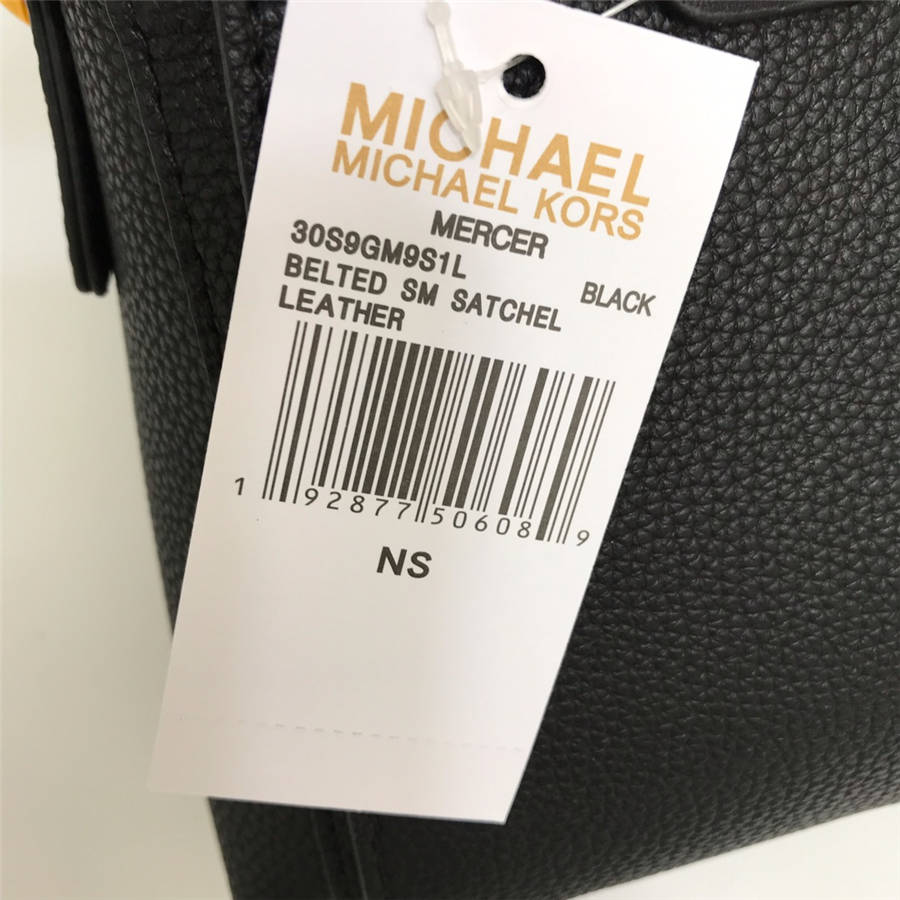 MICHAEL
MICHAEL KORS
MERCER
30S9GM9S1L BLACK
BELTED SM SATCHEL
LEATHER
1 92877 50608 9
NS